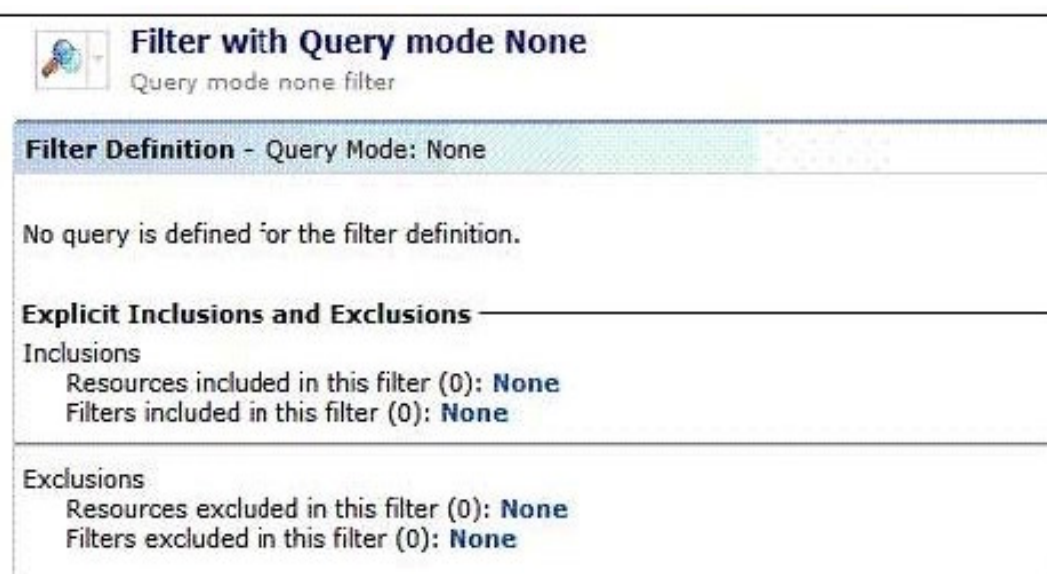 Filter with Query mode None
Query mode none filter
Filter Definition - Query Mode: None
No query is defined for the filter definition.
Explicit Inclusions and Exclusions
Inclusions
Resources included in this filter (0): None
Filters included in this filter (0): None
Exclusions
Resources excluded in this filter (0): None
Filters excluded in this filter (0): None